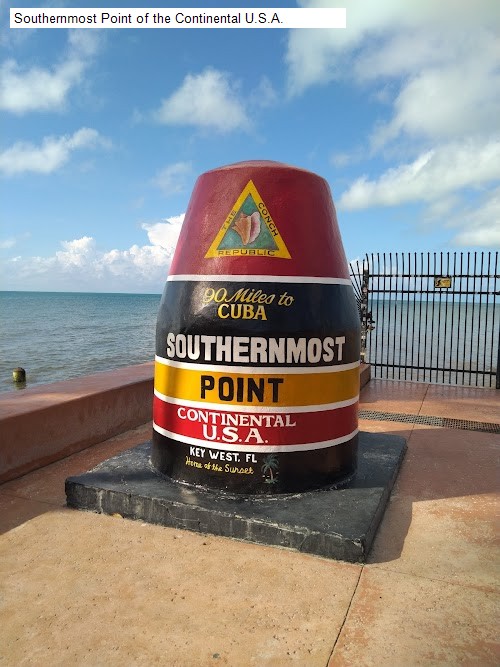 Southernmost Point of the Continental U.S.A.
THE CONCH
REPUBLIC
90 Miles to
CUBA
SOUTHERNMOST
POINT
CONTINENTAL
U.S.A.
KEY WEST, FL
Home of the Sunset